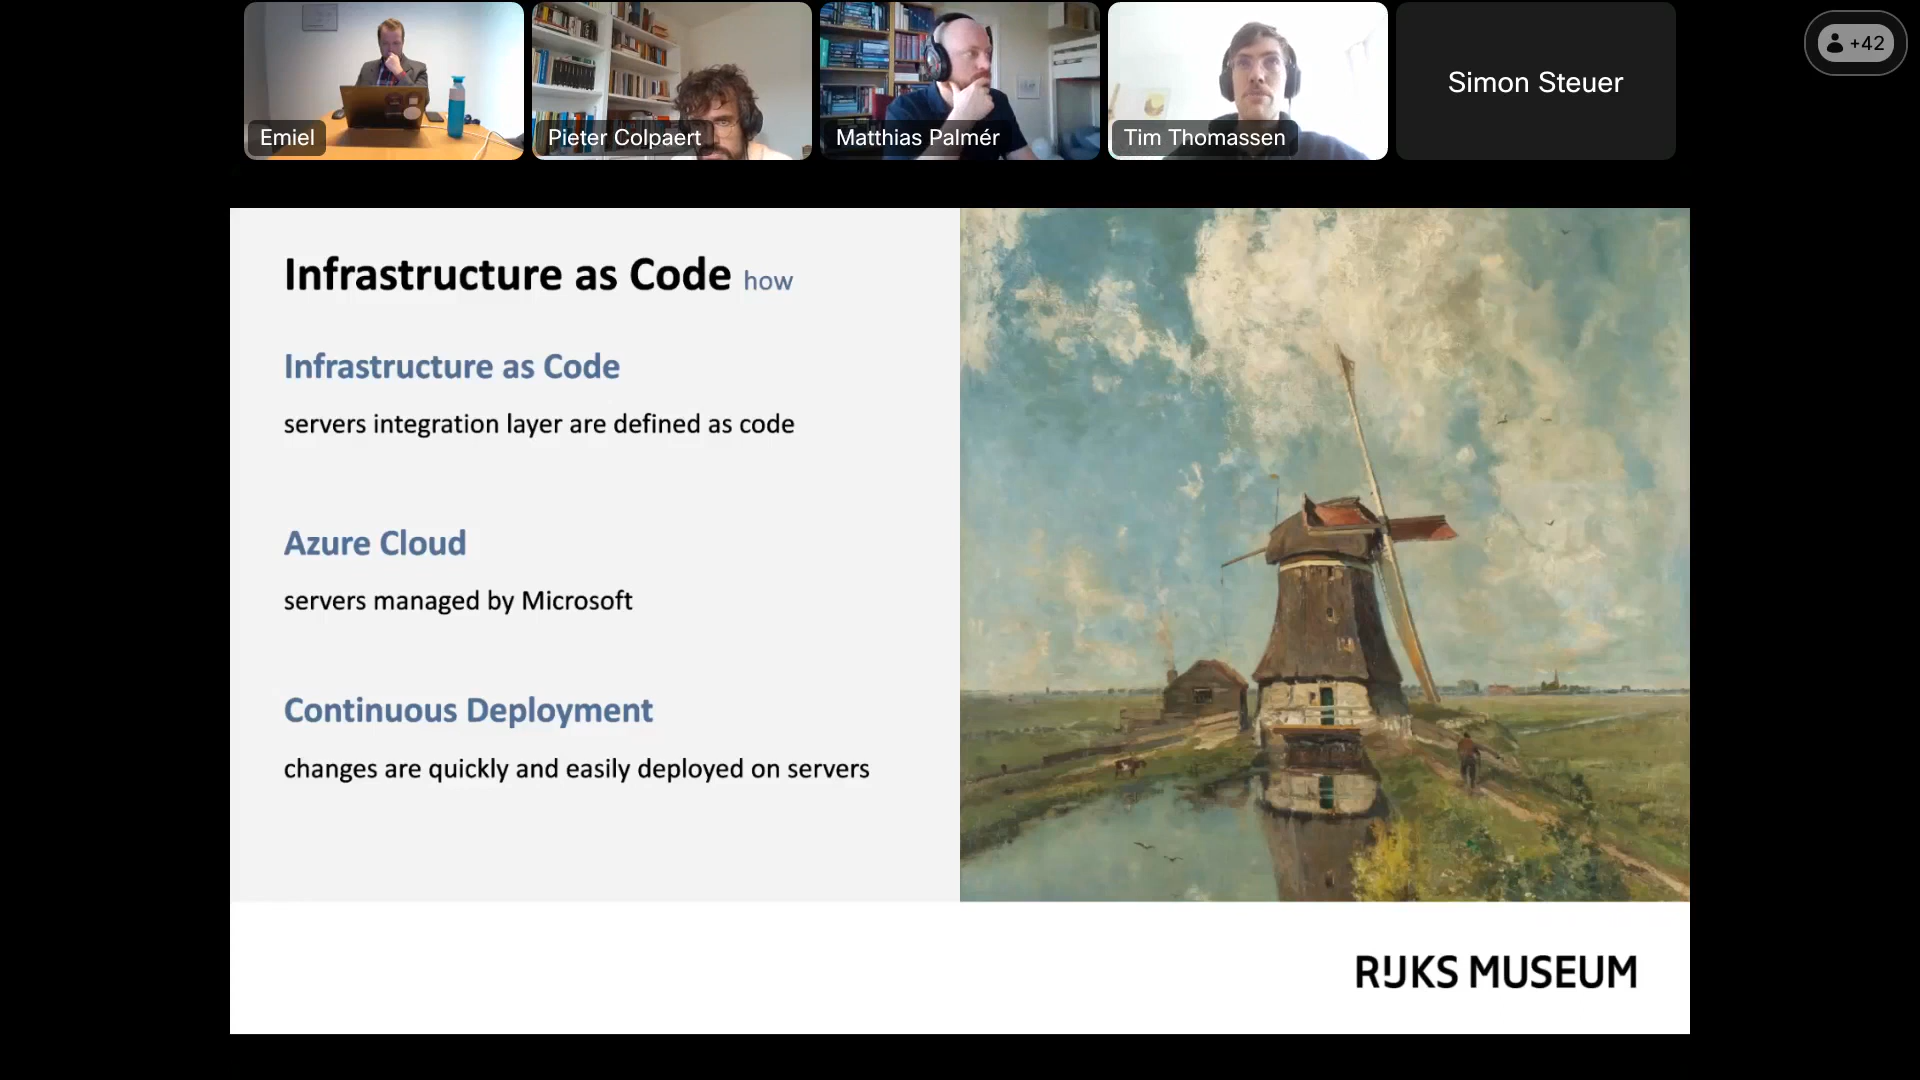 Emiel
Pieter Colpaert
Matthias Palmér
Tim Thomassen
Simon Steuer
+42
Infrastructure as Code how
Infrastructure as Code
servers integration layer are defined as code
Azure Cloud
servers managed by Microsoft
Continuous Deployment
changes are quickly and easily deployed on servers
RIJKS MUSEUM